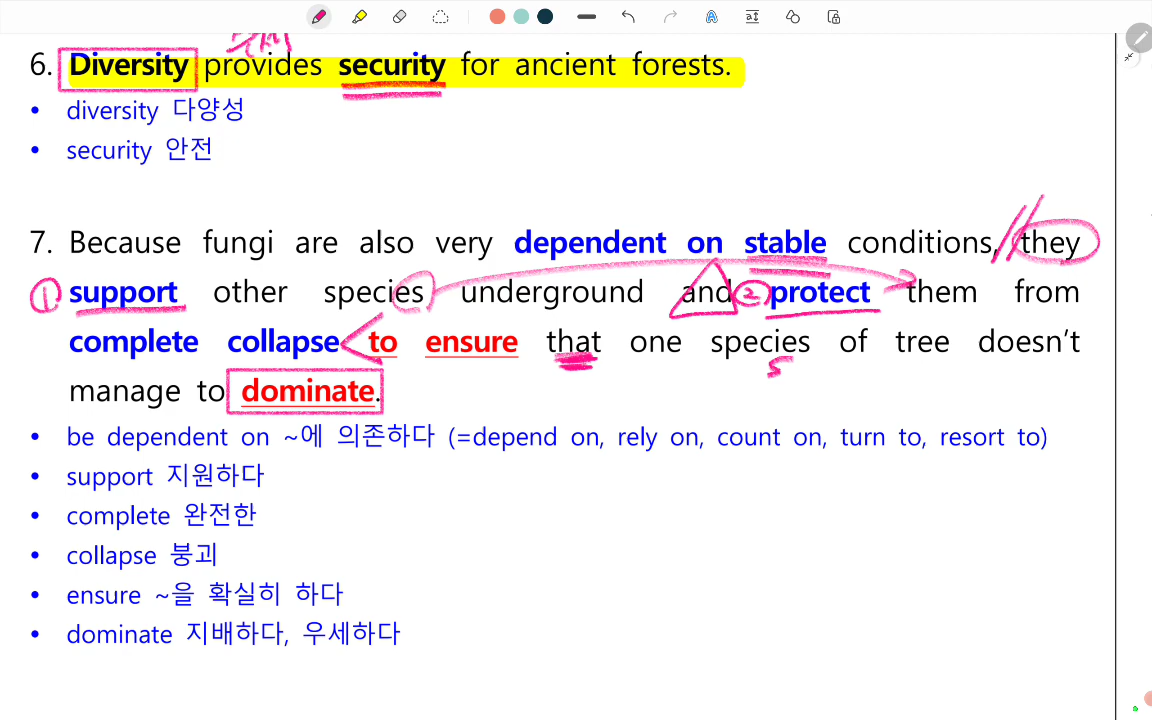 주제
6. Diversity provides security for ancient forests.
• diversity 다양성
• security 안전
7. Because fungi are also very dependent on stable conditions, they
① support other species underground and ② protect them from
complete collapse to ensure that one species of tree doesn't
s
manage to dominate.
• be dependent on ~에 의존하다 (=depend on, rely on, count on, turn to, resort to)
• support 지원하다
• complete 완전한
• collapse 붕괴
• ensure ~을 확실히 하다
• dominate 지배하다, 우세하다